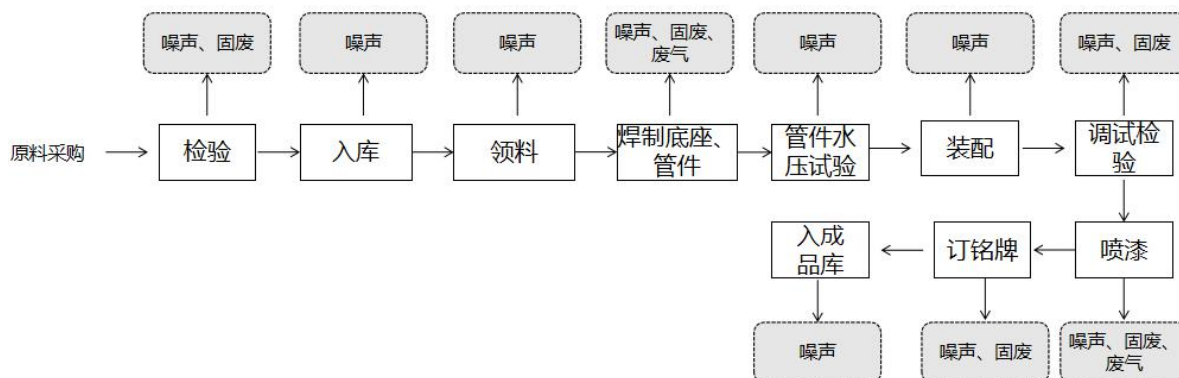 噪声、固废
噪声
噪声
噪声、固废、
废气
噪声
噪声
噪声、固废
原料采购
检验
入库
领料
焊制底座、
管件
管件水
压试验
装配
调试检
验
入成
品库
订铭牌
喷漆
噪声
噪声、固废
噪声、固废、
废气